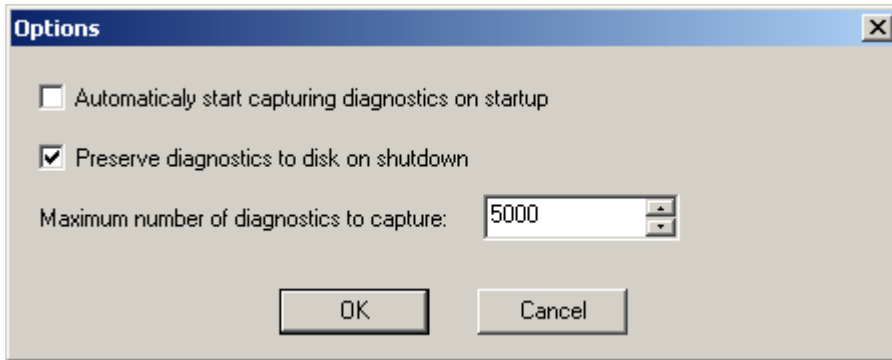 Options
Automaticaly start capturing diagnostics on startup
Preserve diagnostics to disk on shutdown
Maximum number of diagnostics to capture: 5000
OK Cancel